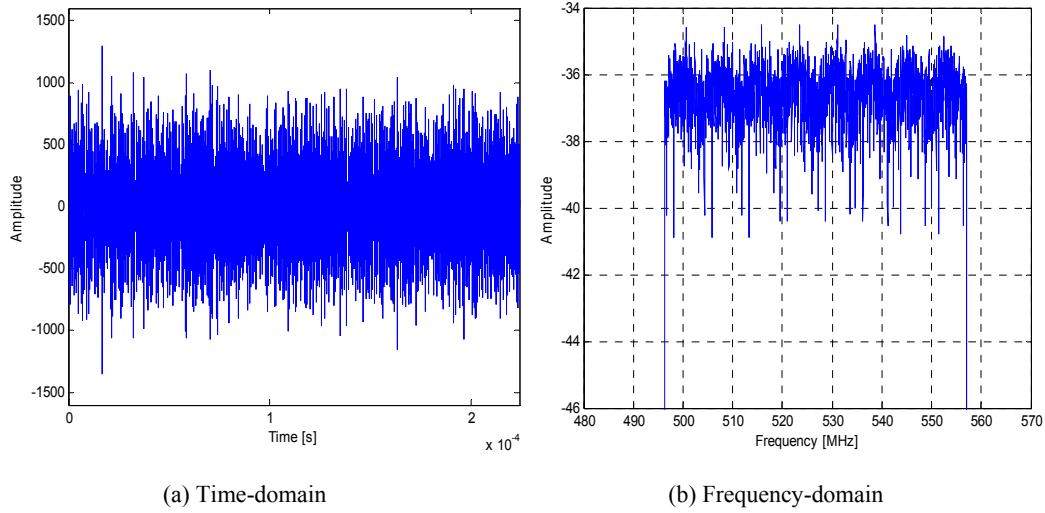 1500
1000
500
0
-500
-1000
-1500
Amplitude
0
1
2
Time [s]
x 10-4
(a) Time-domain
-34
-36
-38
-40
-42
-44
-46
Amplitude
480 490 500 510 520 530 540 550 560 570
Frequency [MHz]
(b) Frequency-domain